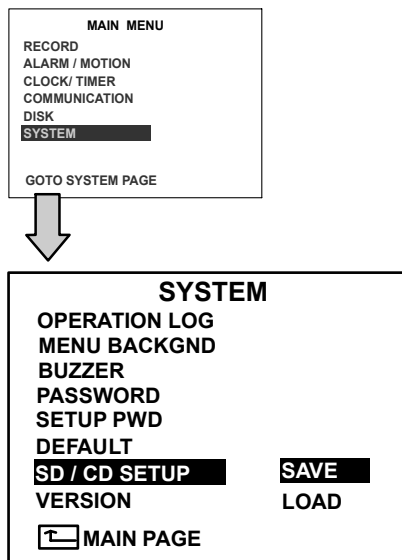 MAIN MENU
RECORD
ALARM / MOTION
CLOCK/ TIMER
COMMUNICATION
DISK
SYSTEM
GOTO SYSTEM PAGE
SYSTEM
OPERATION LOG
MENU BACKGND
BUZZER
PASSWORD
SETUP PWD
DEFAULT
SD / CD SETUP SAVE
VERSION LOAD
MAIN PAGE